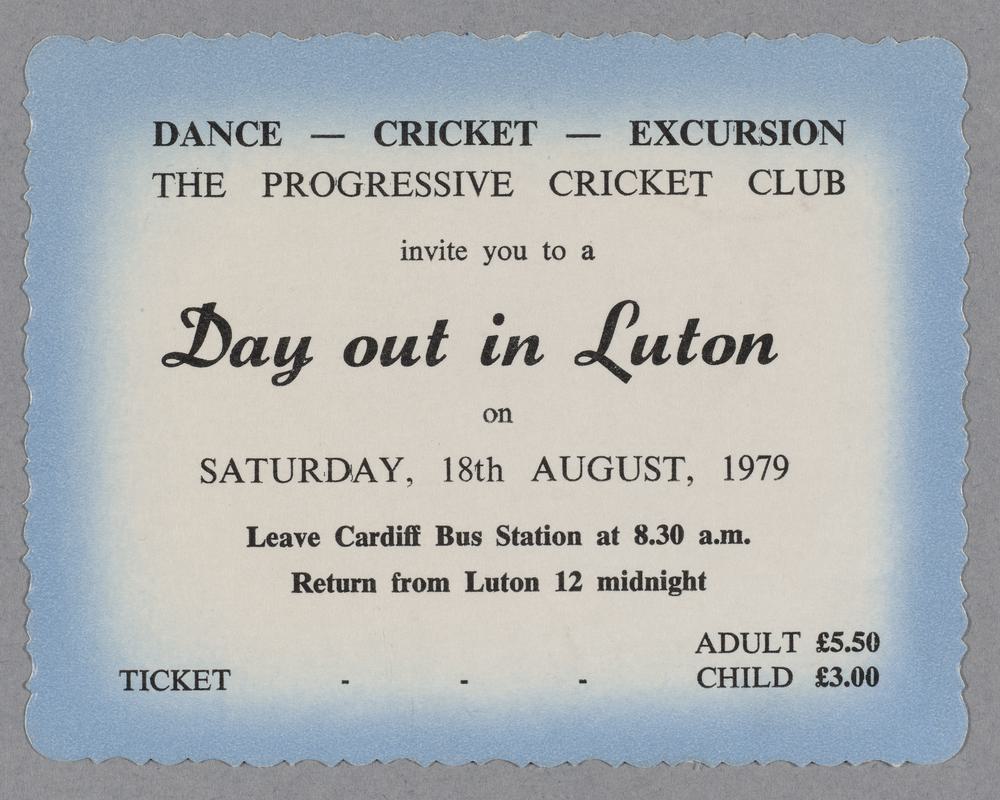 DANCE — CRICKET — EXCURSION
THE PROGRESSIVE CRICKET CLUB
invite you to a
Day out in Luton
on
SATURDAY, 18th AUGUST, 1979
Leave Cardiff Bus Station at 8.30 a.m.
Return from Luton 12 midnight
ADULT £5.50
TICKET - - - CHILD £3.00